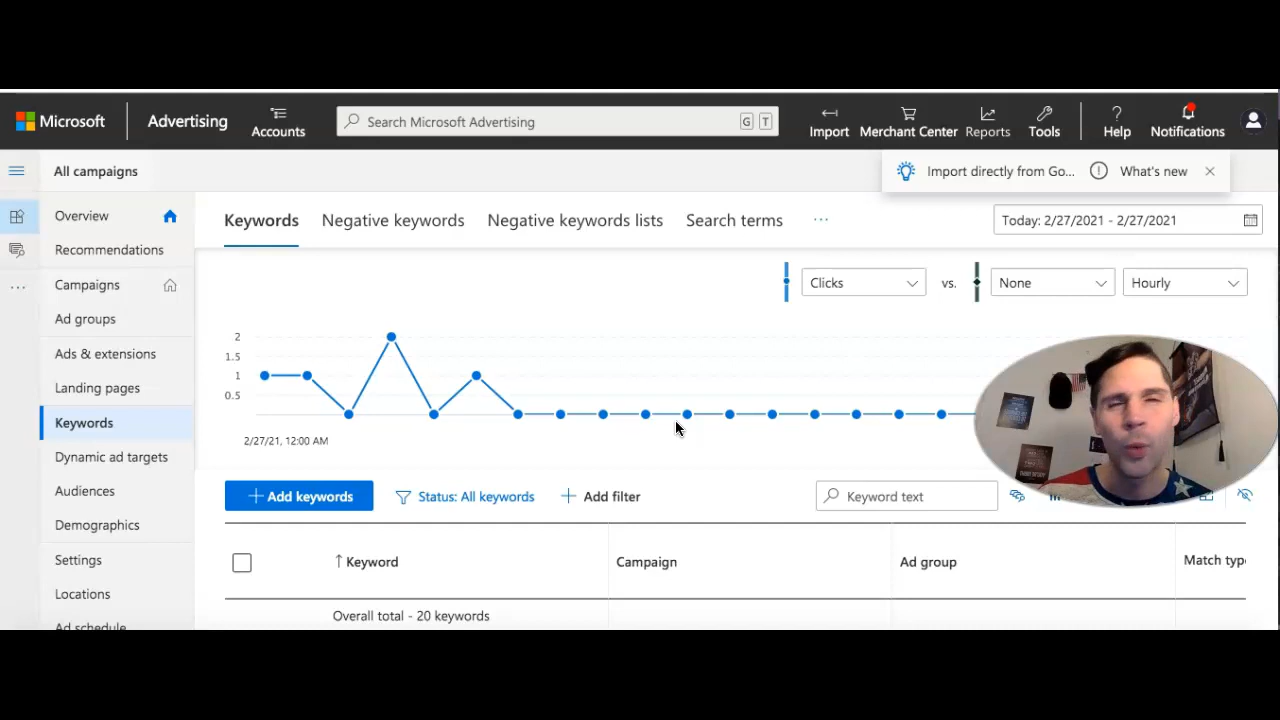 Microsoft
Advertising
Accounts
Search Microsoft Advertising
G T
Import
Merchant Center
Reports
Tools
Help
Notifications
All campaigns
Import directly from Go...
What's new
Overview
Recommendations
Campaigns
Ad groups
Ads & extensions
Landing pages
Keywords
Dynamic ad targets
Audiences
Demographics
Settings
Locations
Ad schedule
Keywords
Negative keywords
Negative keywords lists
Search terms
Today: 2/27/2021 - 2/27/2021
Clicks
vs.
None
Hourly
2
1.5
1
0.5
2/27/21, 12:00 AM
Add keywords
Status: All keywords
Add filter
Keyword text
Keyword
Campaign
Ad group
Match typ
Overall total - 20 keywords